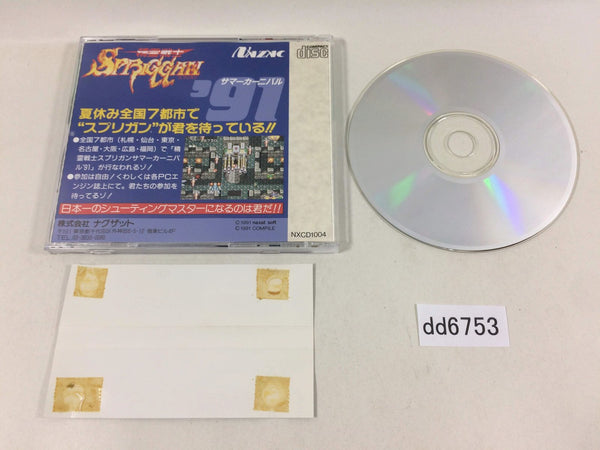 精霊戦士
SPRIGGAN
NAXAT
COMPACT
disc
サマーカーニバル
'91
夏休み全国7都市で
“スプリガン”が君を待っている!!
●全国7都市(札幌・仙台・東京・
名古屋・大阪・広島・福岡)で「精
霊戦士スプリガンサマーカーニバ
ル'91」が行なわれるゾ!
●参加は自由/くわしくは各PCエ
ンジン誌上にて。君たちの参加を
待ってるゾ!
日本一のシューティングマスターになるのは君だ!!
株式会社 ナグザット
© 1991 naxat soft
© 1991 COMPILE
NXCD1004
dd6753